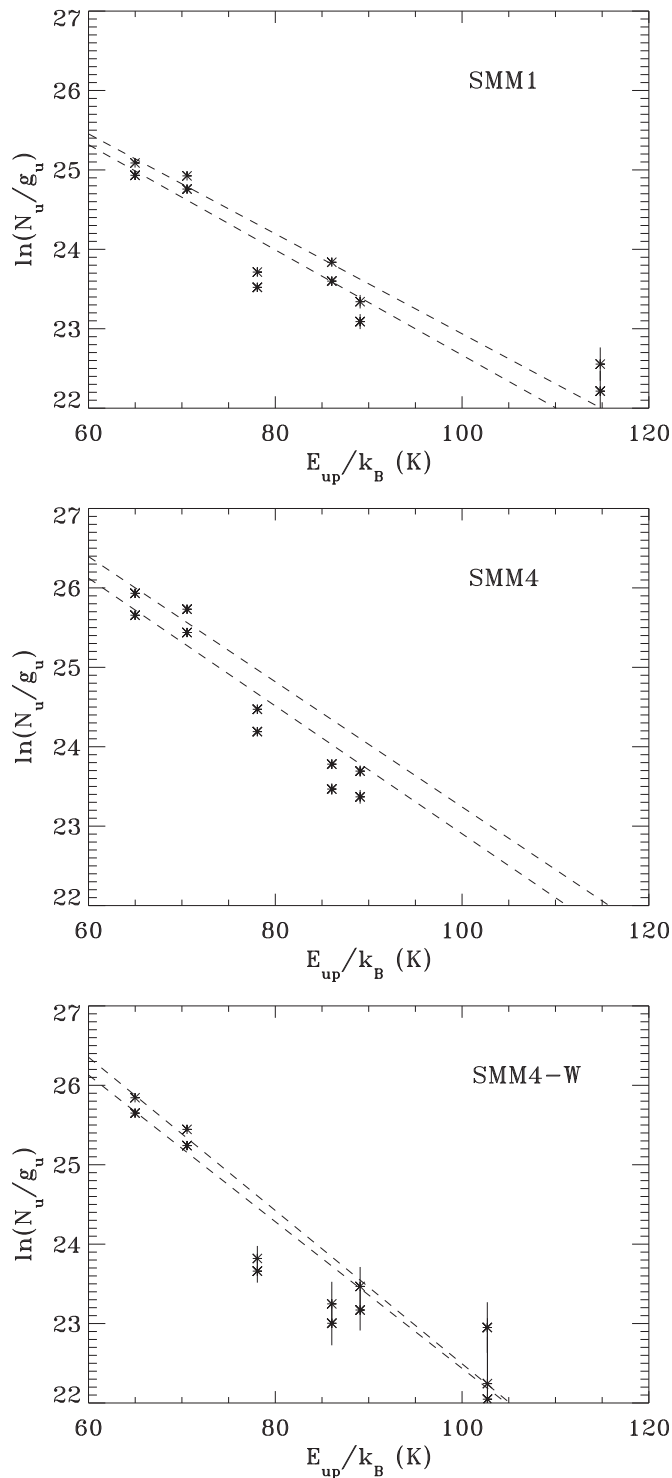 27
26
25
24
23
22
ln(N_u/g_u)
SMM1
60 80 100 120
E_up/k_B (K)
27
26
25
24
23
22
ln(N_u/g_u)
SMM4
60 80 100 120
E_up/k_B (K)
27
26
25
24
23
22
ln(N_u/g_u)
SMM4-W
60 80 100 120
E_up/k_B (K)